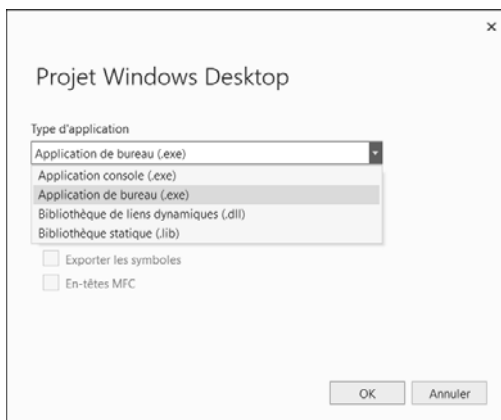 Projet Windows Desktop
Type d'application
Application de bureau (.exe)
Application console (.exe)
Application de bureau (.exe)
Bibliothèque de liens dynamiques (.dll)
Bibliothèque statique (.lib)
Exporter les symboles
En-têtes MFC
OK
Annuler